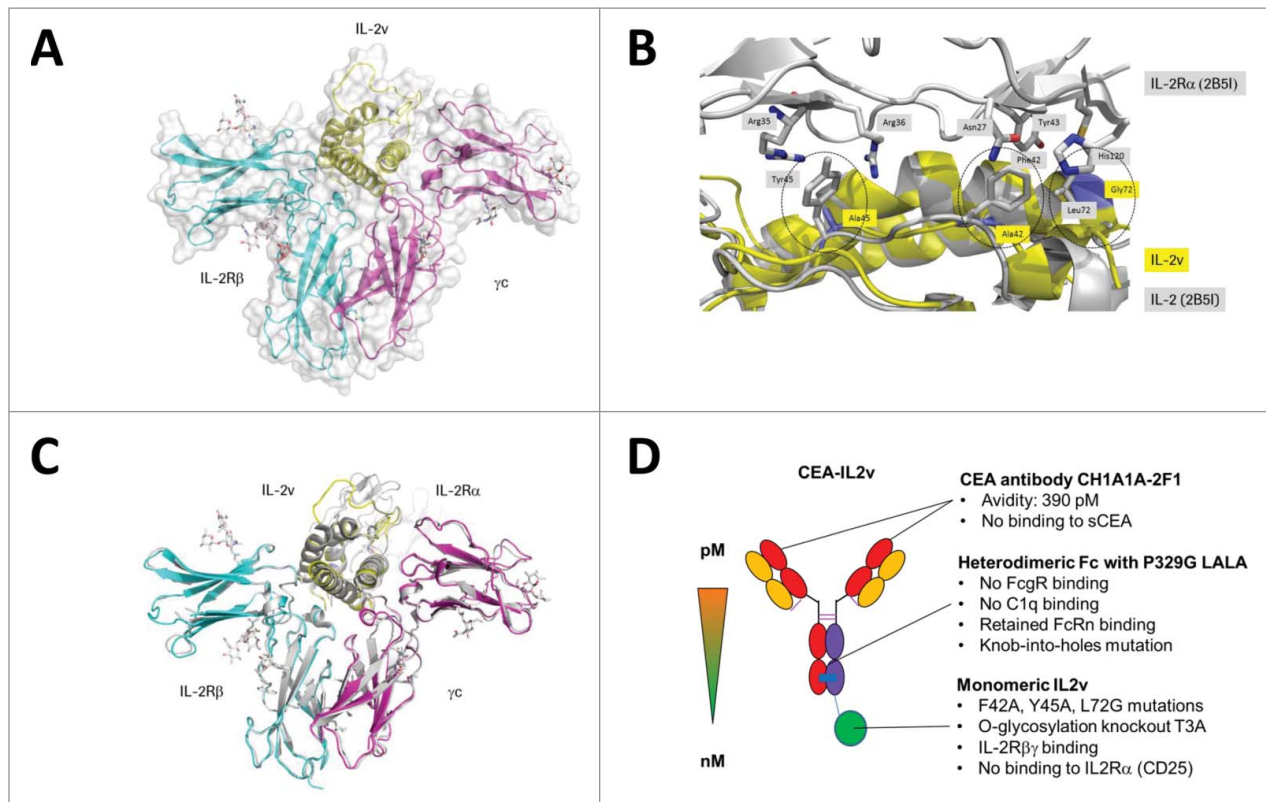 A
IL-2v
IL-2Rβ
γc
B
IL-2Rα (2B5I)
Arg35
Arg36
Asn27
Tyr43
Phe42
His120
Tyr45
Gly72
Leu72
Ala45
Ala42
IL-2v
IL-2 (2B5I)
C
IL-2v
IL-2Rα
IL-2Rβ
γc
D
CEA-IL2v
pM
nM
CEA antibody CH1A1A-2F1
• Avidity: 390 pM
• No binding to sCEA
Heterodimeric Fc with P329G LALA
• No FcgR binding
• No C1q binding
• Retained FcRn binding
• Knob-into-holes mutation
Monomeric IL2v
• F42A, Y45A, L72G mutations
• O-glycosylation knockout T3A
• IL-2Rβγ binding
• No binding to IL2Rα (CD25)